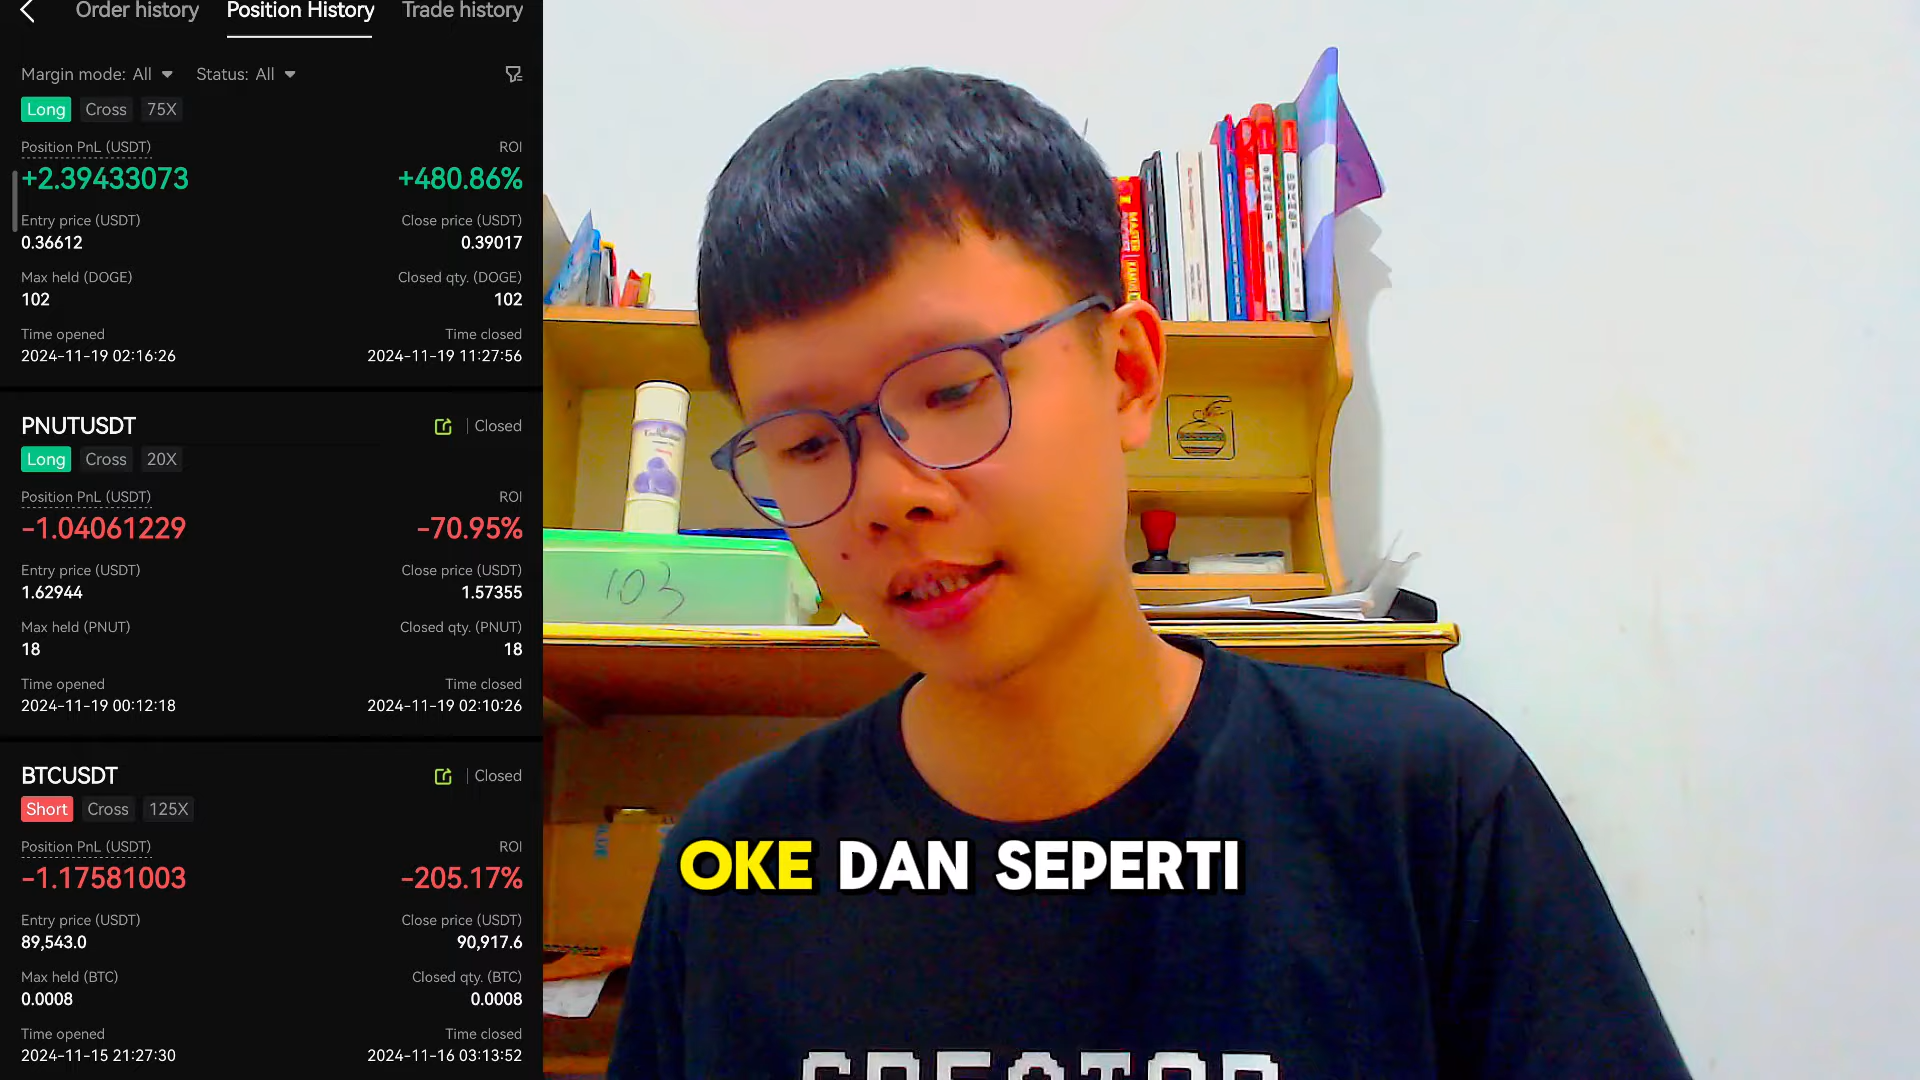 Order history Position History Trade history
Margin mode: All Status: All
Long Cross 75X
Position PnL (USDT) ROI
+2.39433073 +480.86%
Entry price (USDT) Close price (USDT)
0.36612 0.39017
Max held (DOGE) Closed qty. (DOGE)
102 102
Time opened Time closed
2024-11-19 02:16:26 2024-11-19 11:27:56
PNUTUSDT Closed
Long Cross 20X
Position PnL (USDT) ROI
-1.04061229 -70.95%
Entry price (USDT) Close price (USDT)
1.62944 1.57355
Max held (PNUT) Closed qty. (PNUT)
18 18
Time opened Time closed
2024-11-19 00:12:18 2024-11-19 02:10:26
BTCUSDT Closed
Short Cross 125X
Position PnL (USDT) ROI
-1.17581003 -205.17%
Entry price (USDT) Close price (USDT)
89,543.0 90,917.6
Max held (BTC) Closed qty. (BTC)
0.0008 0.0008
Time opened Time closed
2024-11-15 21:27:30 2024-11-16 03:13:52
103
OKE DAN SEPERTI
CREATOR